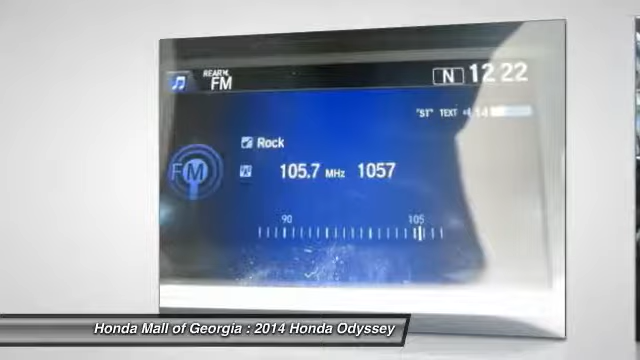 REAR M.
FM
N 12 22
"ST" TEXT
Rock
FM
105.7 MHz 1057
90 105
Honda Mall of Georgia : 2014 Honda Odyssey